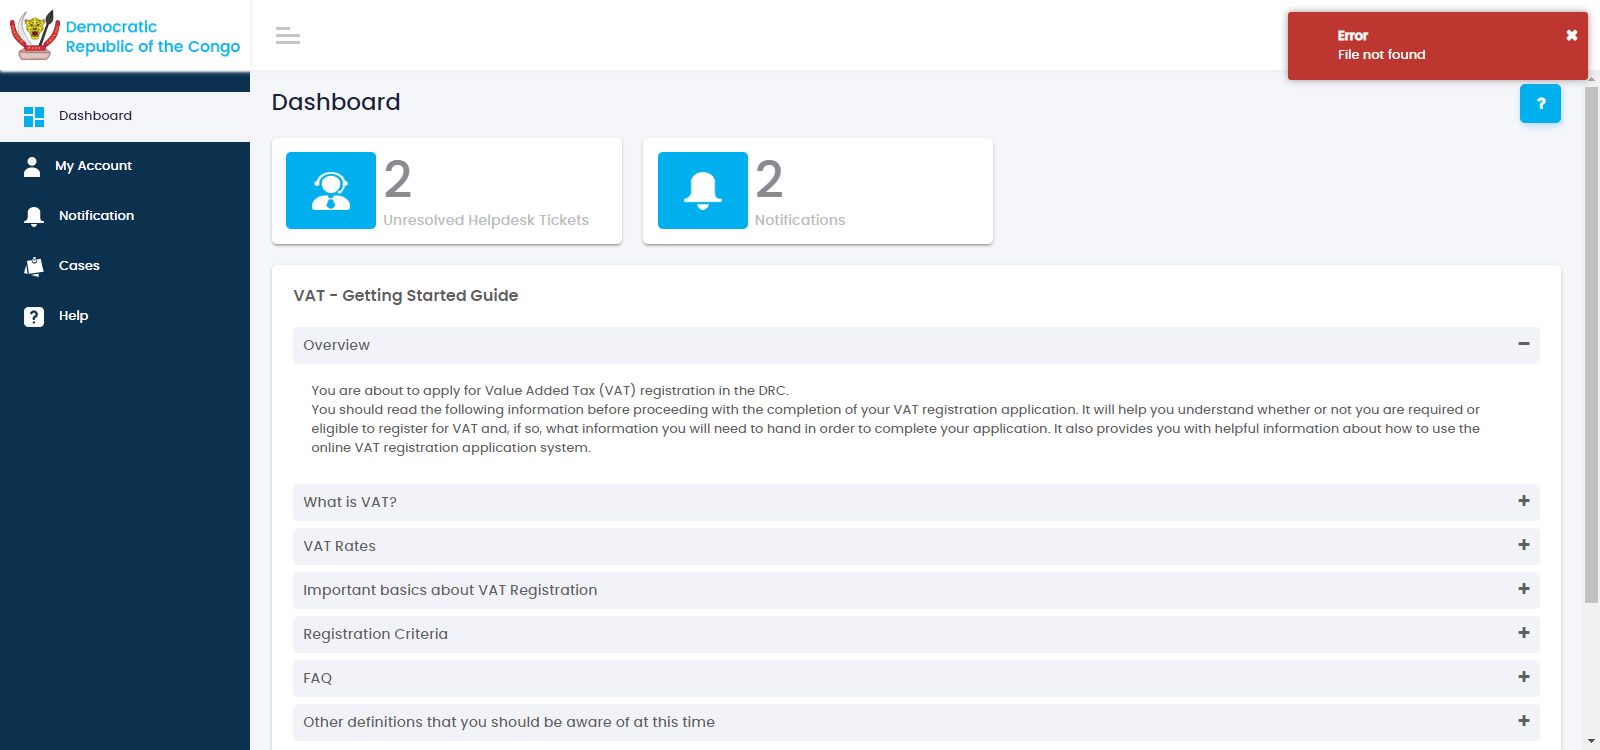 Democratic
Republic of the Congo
Error
File not found
Dashboard
My Account
Notification
Cases
Help
Dashboard
?
2
Unresolved Helpdesk Tickets
2
Notifications
VAT - Getting Started Guide
Overview
You are about to apply for Value Added Tax (VAT) registration in the DRC.
You should read the following information before proceeding with the completion of your VAT registration application. It will help you understand whether or not you are required or
eligible to register for VAT and, if so, what information you will need to hand in order to complete your application. It also provides you with helpful information about how to use the
online VAT registration application system.
What is VAT?
VAT Rates
Important basics about VAT Registration
Registration Criteria
FAQ
Other definitions that you should be aware of at this time